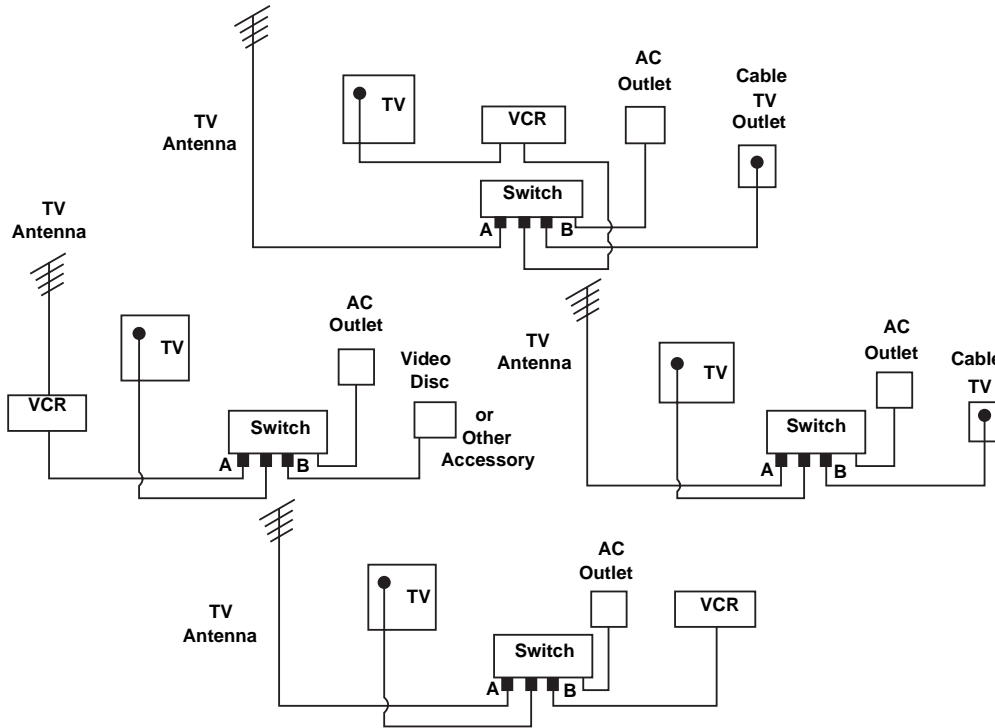 AC
Outlet
Cable
TV
Outlet
TV
VCR
TV
Antenna
Switch
A
B
TV
Antenna
AC
Outlet
TV
Video
Disc
or
Other
Accessory
VCR
Switch
A
B
TV
Antenna
AC
Outlet
Cable
TV
TV
Switch
A
B
AC
Outlet
TV
VCR
TV
Antenna
Switch
A
B